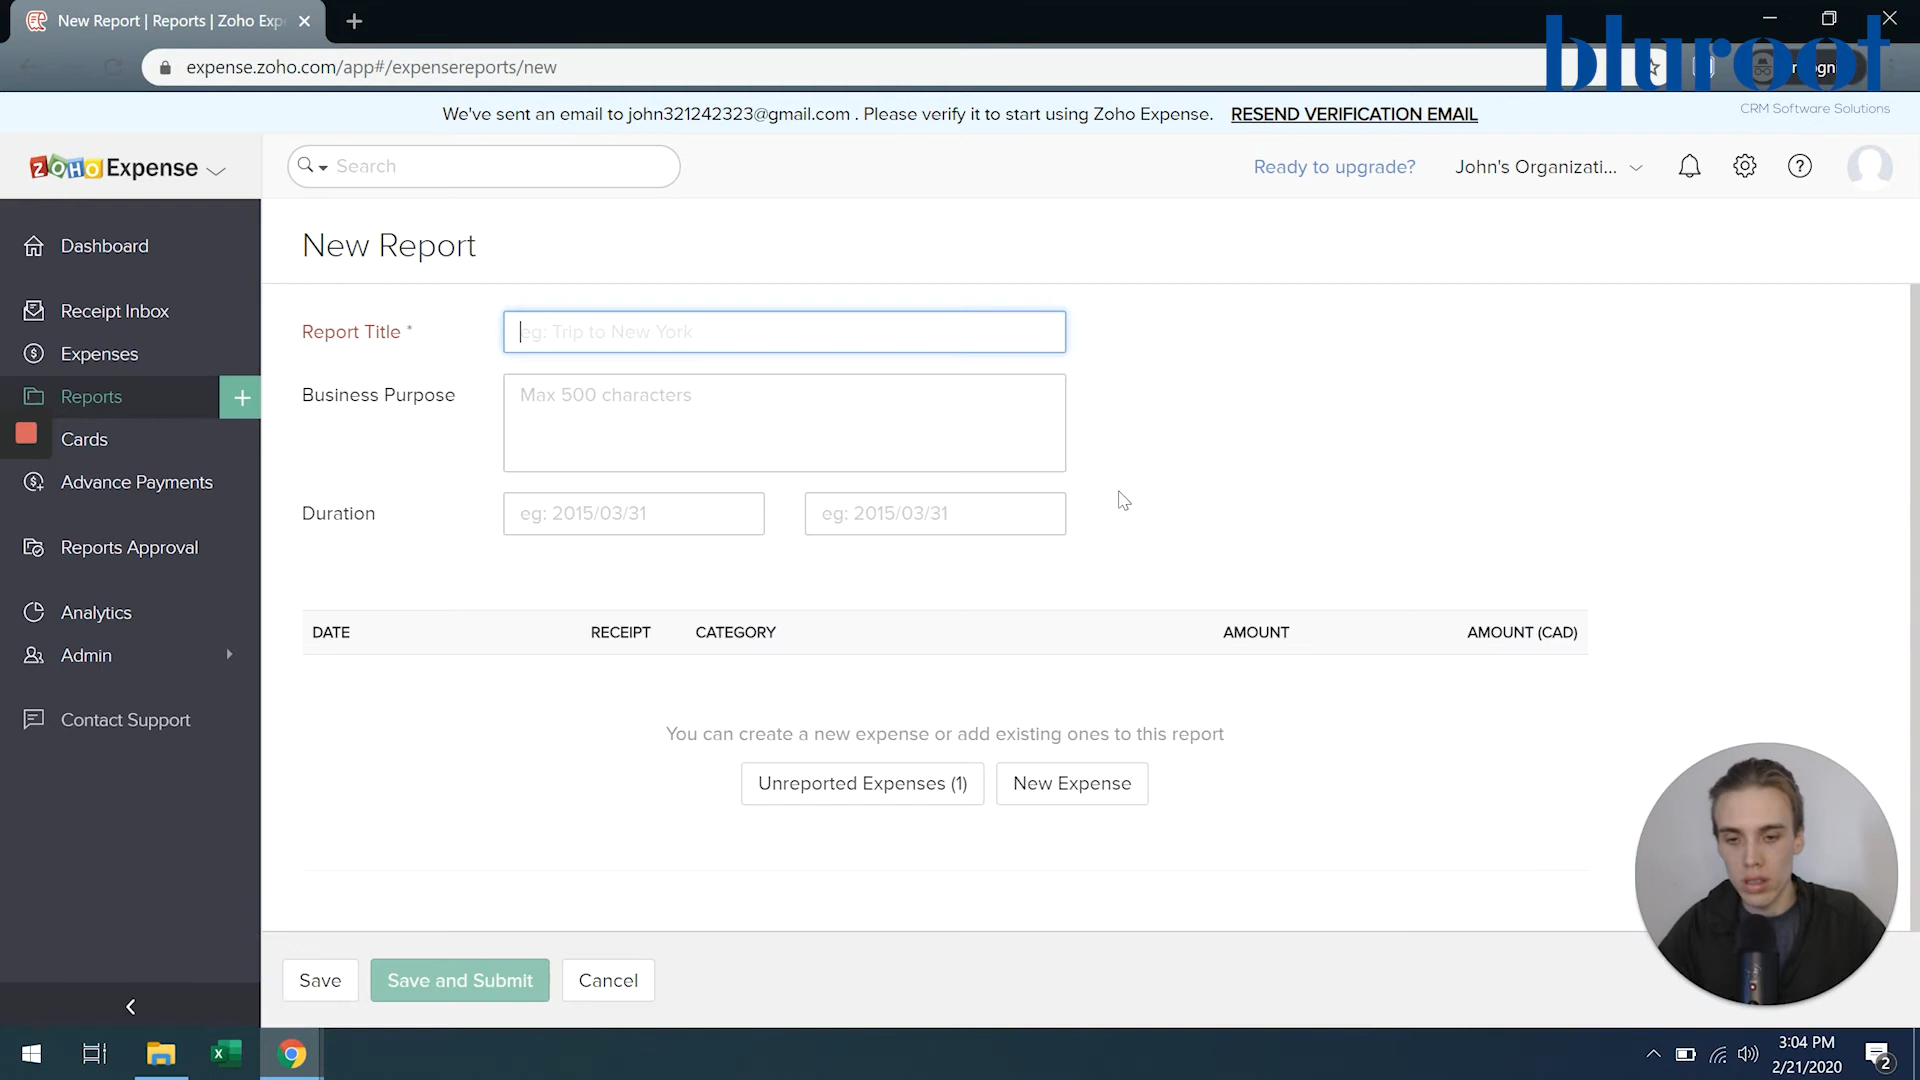 New Report | Reports | Zoho Exp
expense.zoho.com/app#/expensereports/new
bluroot
CRM Software Solutions
We've sent an email to john321242323@gmail.com . Please verify it to start using Zoho Expense. RESEND VERIFICATION EMAIL
ZOHO Expense
Search
Ready to upgrade?
John's Organizati...
Dashboard
Receipt Inbox
Expenses
Reports
Cards
Advance Payments
Reports Approval
Analytics
Admin
Contact Support
New Report
Report Title *
eg: Trip to New York
Business Purpose
Max 500 characters
Duration
eg: 2015/03/31
eg: 2015/03/31
DATE RECEIPT CATEGORY AMOUNT AMOUNT (CAD)
You can create a new expense or add existing ones to this report
Unreported Expenses (1)
New Expense
Save
Save and Submit
Cancel
3:04 PM
2/21/2020
2